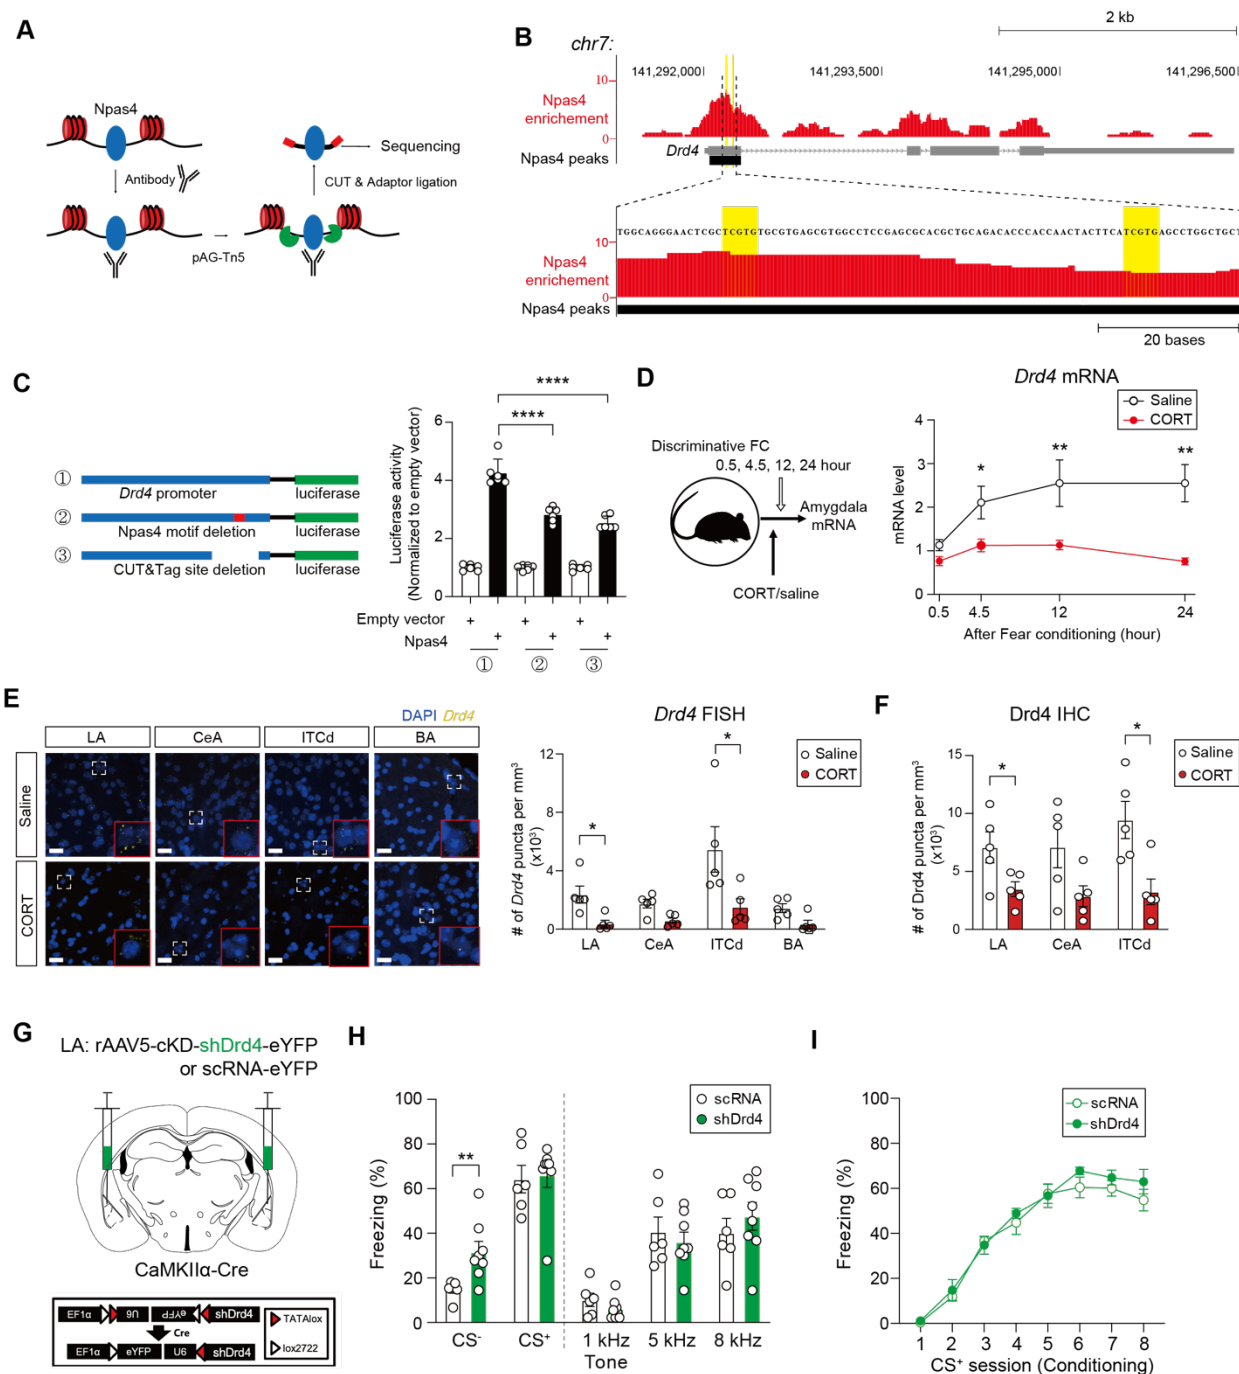 A
Npas4
Antibody
pAG-Tn5
CUT & Adaptor ligation
Sequencing
B
2 kb
chr7:
141,292,000
141,293,500
141,295,000
141,296,500
10
Npas4
enrichement
0
Drd4
Npas4 peaks
TGGCAGGGAACTCGCTCGTGTGCGTGAGCGTGGCCTCCGAGCGCACGCTGCAGACACCCACCAACTACTTCATCGTGAGCCTGGCTGCT
10
Npas4
enrichment
0
Npas4 peaks
20 bases
C
① Drd4 promoter luciferase
② Npas4 motif deletion luciferase
③ CUT&Tag site deletion luciferase
Luciferase activity
(Normalized to empty vector)
6
4
2
0
****
****
Empty vector + + +
Npas4 + + +
① ② ③
D
Discriminative FC
0.5, 4.5, 12, 24 hour
Amygdala
mRNA
CORT/saline
Drd4 mRNA
Saline
CORT
mRNA level
4
3
2
1
0
* ** **
0.5 4.5 12 24
After Fear conditioning (hour)
E
DAPI Drd4
LA CeA ITCd BA
Saline
CORT
Drd4 FISH
Saline
CORT
# of Drd4 puncta per mm³
(x10³)
12
6
2
0
* *
LA CeA ITCd BA
F
Drd4 IHC
Saline
CORT
# of Drd4 puncta per mm³
(x10³)
15
10
5
0
* *
LA CeA ITCd
G
LA: rAAV5-cKD-shDrd4-eYFP
or scRNA-eYFP
CaMKIIα-Cre
EF1α U6 eYFP shDrd4
Cre
EF1α eYFP U6 shDrd4
TATAlox
lox2722
H
scRNA
shDrd4
Freezing (%)
100
80
60
40
20
0
**
CS⁻ CS⁺ 1 kHz 5 kHz 8 kHz
Tone
I
scRNA
shDrd4
Freezing (%)
100
80
60
40
20
0
1 2 3 4 5 6 7 8
CS⁺ session (Conditioning)